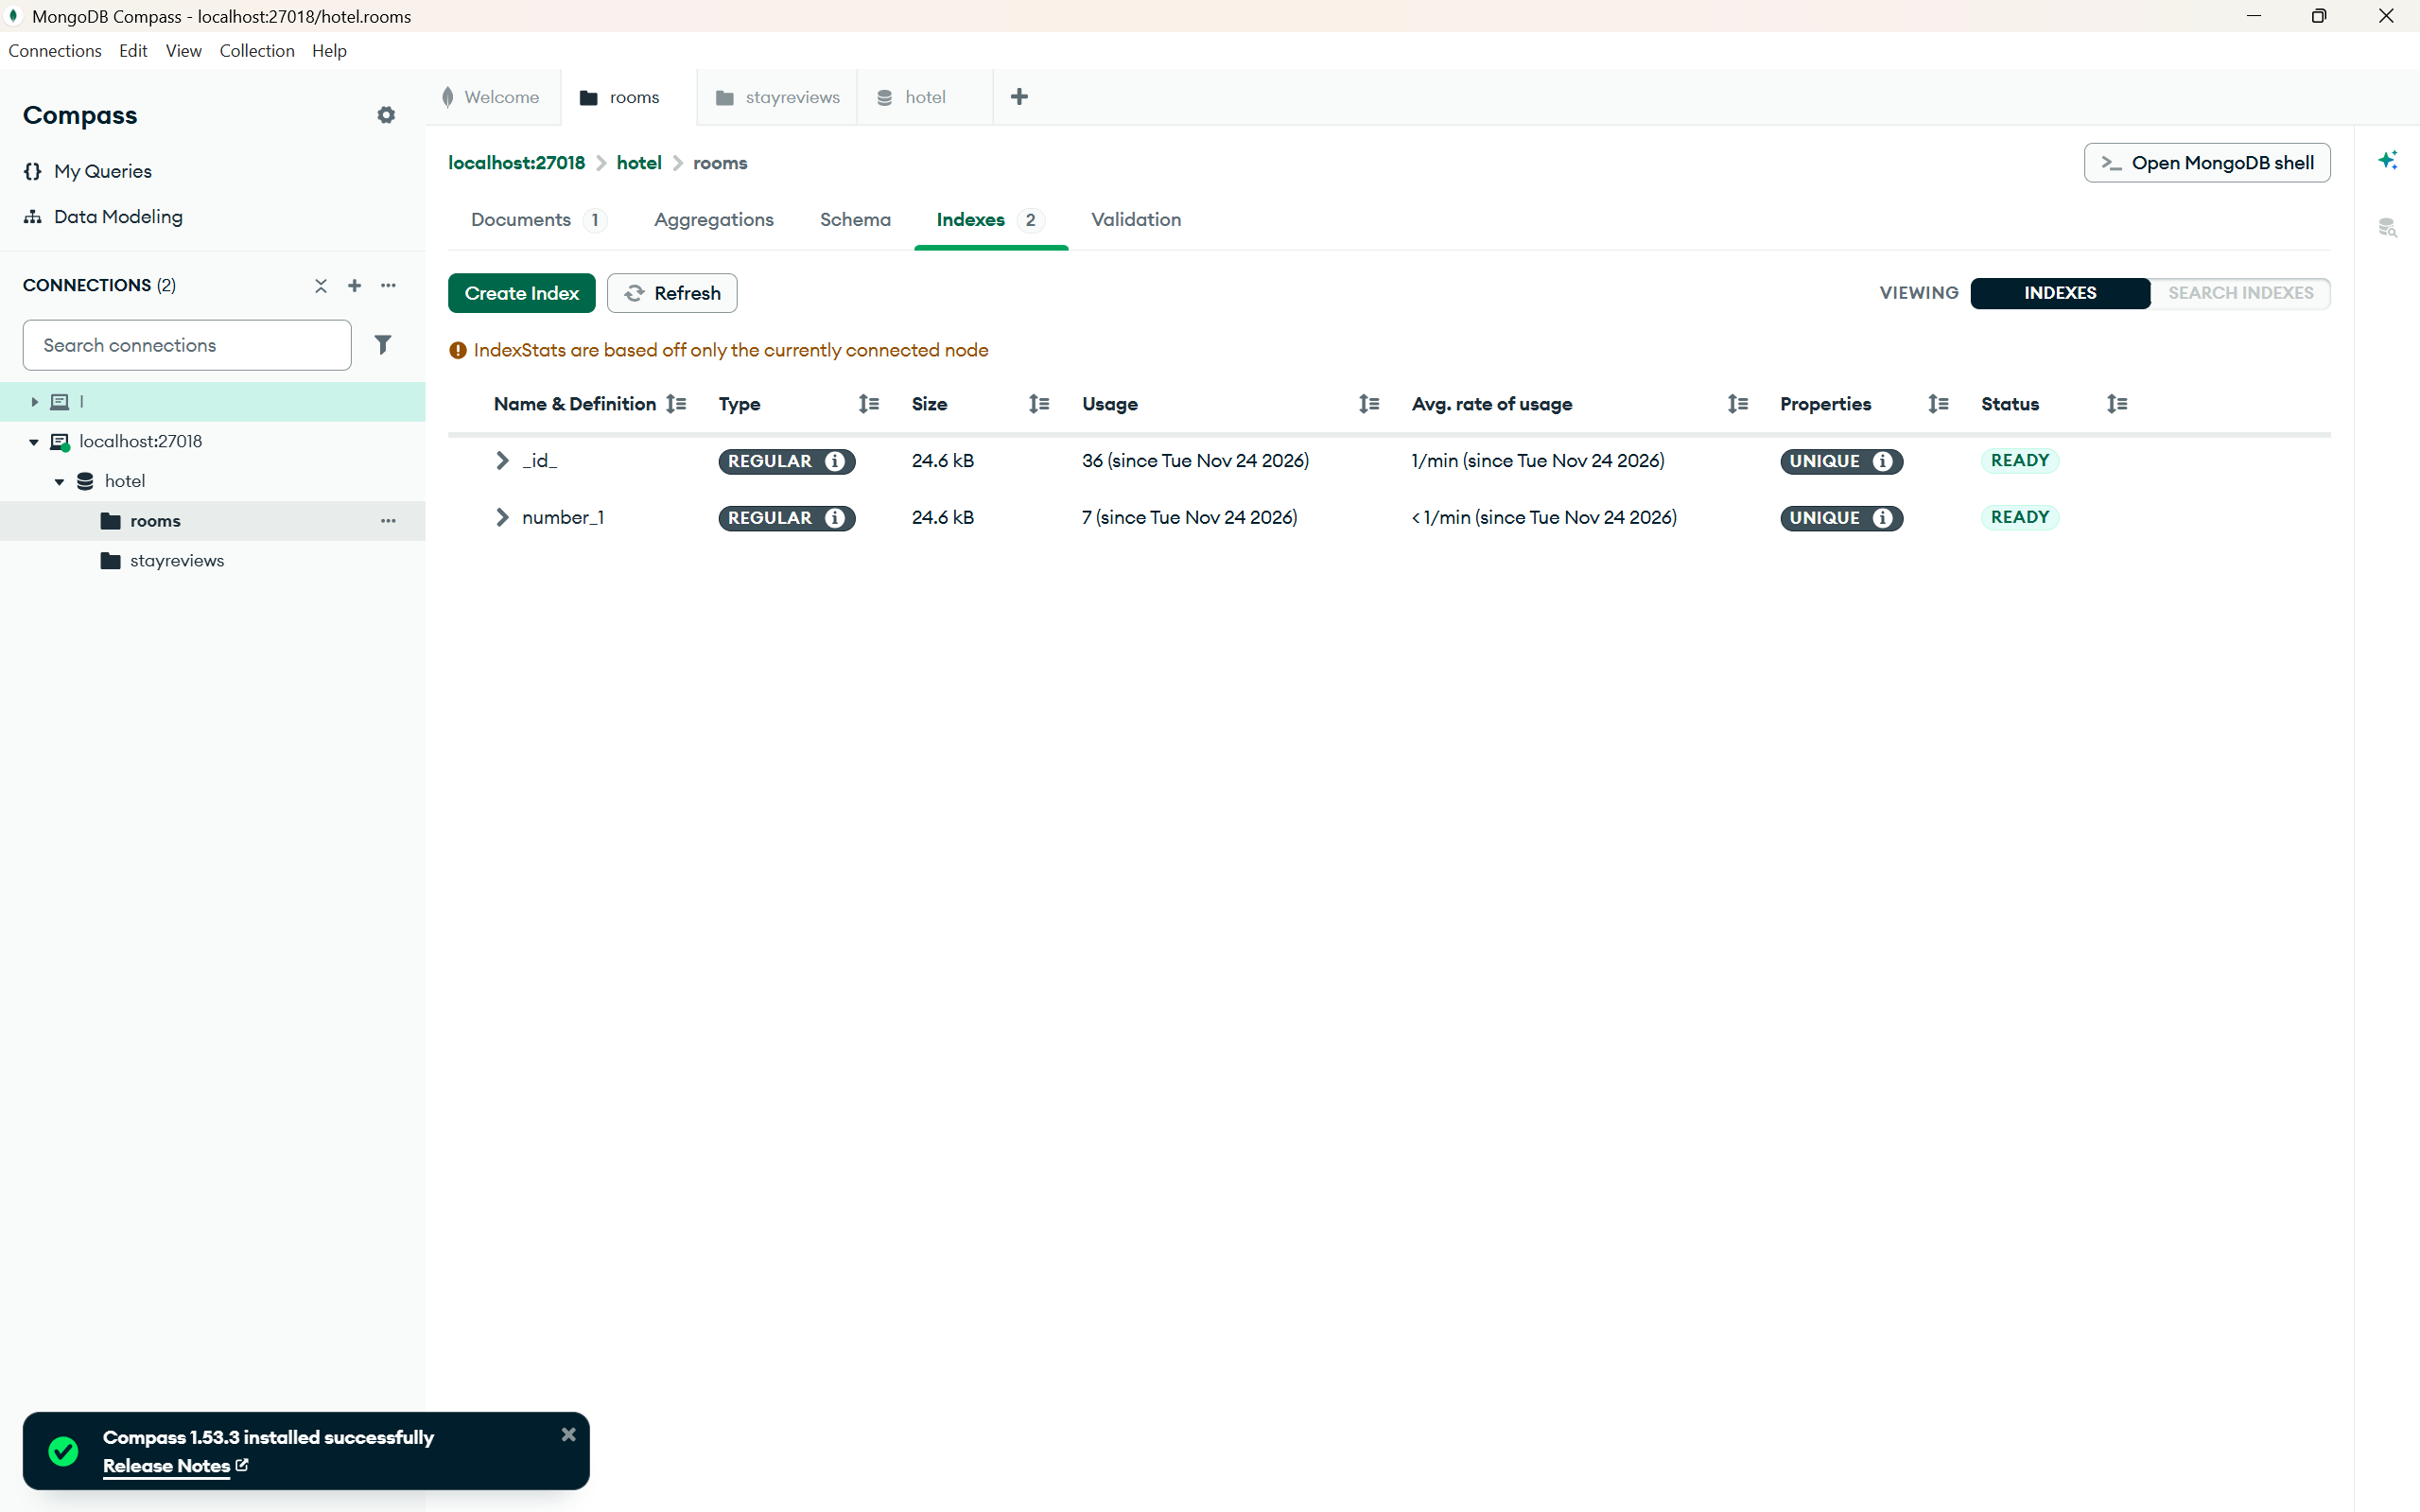 MongoDB Compass - localhost:27018/hotel.rooms
Connections Edit View Collection Help
Compass
My Queries
Data Modeling
CONNECTIONS (2)
Search connections
l
localhost:27018
hotel
rooms
stayreviews
Welcome rooms stayreviews hotel
localhost:27018 hotel rooms
Open MongoDB shell
Documents 1 Aggregations Schema Indexes 2 Validation
Create Index Refresh
VIEWING INDEXES SEARCH INDEXES
IndexStats are based off only the currently connected node
Name & Definition Type Size Usage Avg. rate of usage Properties Status
_id_ REGULAR 24.6 kB 36 (since Tue Nov 24 2026) 1/min (since Tue Nov 24 2026) UNIQUE READY
number_1 REGULAR 24.6 kB 7 (since Tue Nov 24 2026) < 1/min (since Tue Nov 24 2026) UNIQUE READY
Compass 1.53.3 installed successfully
Release Notes